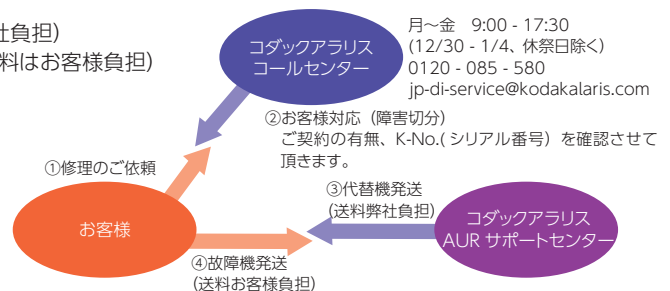 社負担）
料はお客様負担）
コダックアラリス
コールセンター
月～金　9:00 - 17:30
(12/30 - 1/4、休祭日除く)
0120 - 085 - 580
jp-di-service@kodakalaris.com
②お客様対応（障害切分）
ご契約の有無、K-No.( シリアル番号）を確認させて
頂きます。
①修理のご依頼
③代替機発送
(送料弊社負担）
お客様
コダックアラリス
AUR サポートセンター
④故障機発送
(送料お客様負担）